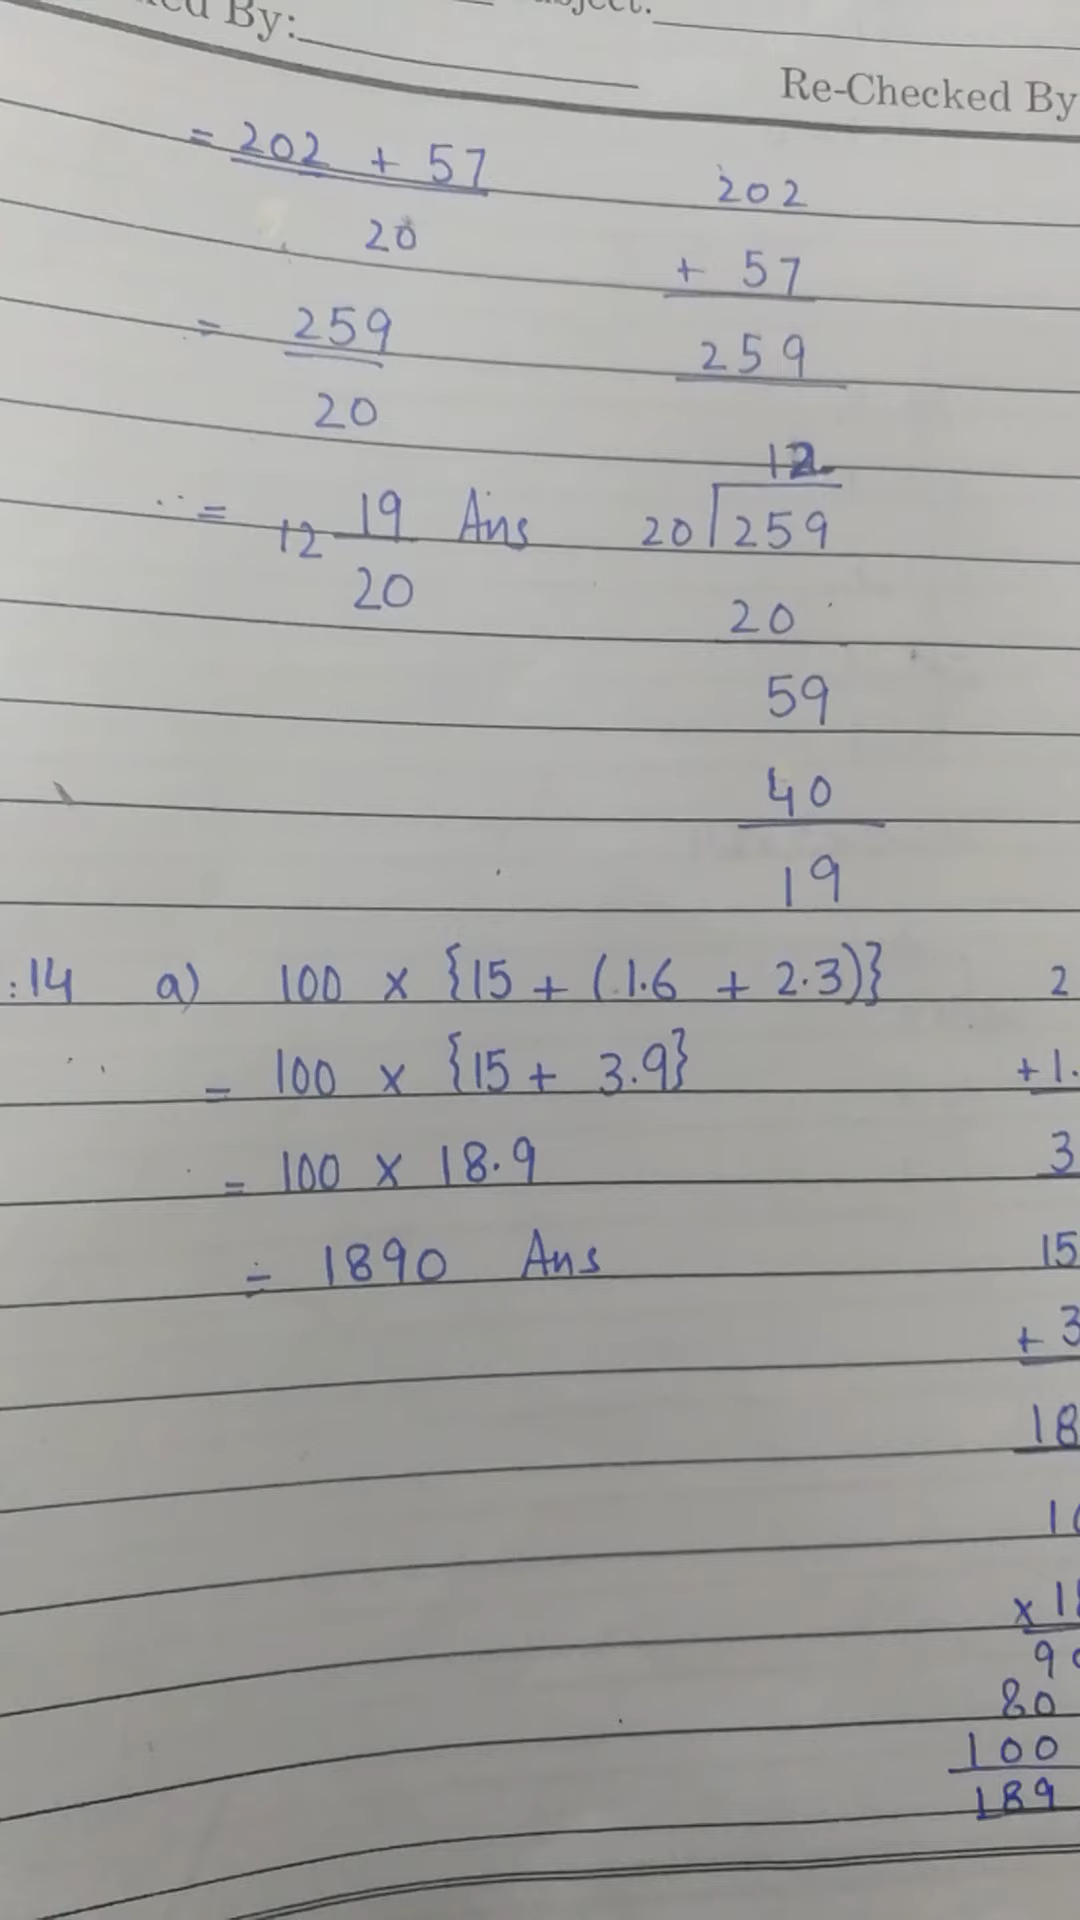 By:
Re-Checked By
= 202 + 57
20
202
+ 57
259
= 259
20
= 12 19 Ans
20
12
20 259
20
59
40
19
:14 a) 100 × {15 + (1.6 + 2.3)}
= 100 × {15 + 3.9}
= 100 × 18.9
= 1890 Ans
2
+1.
3
15
+ 3
18
80
100
189